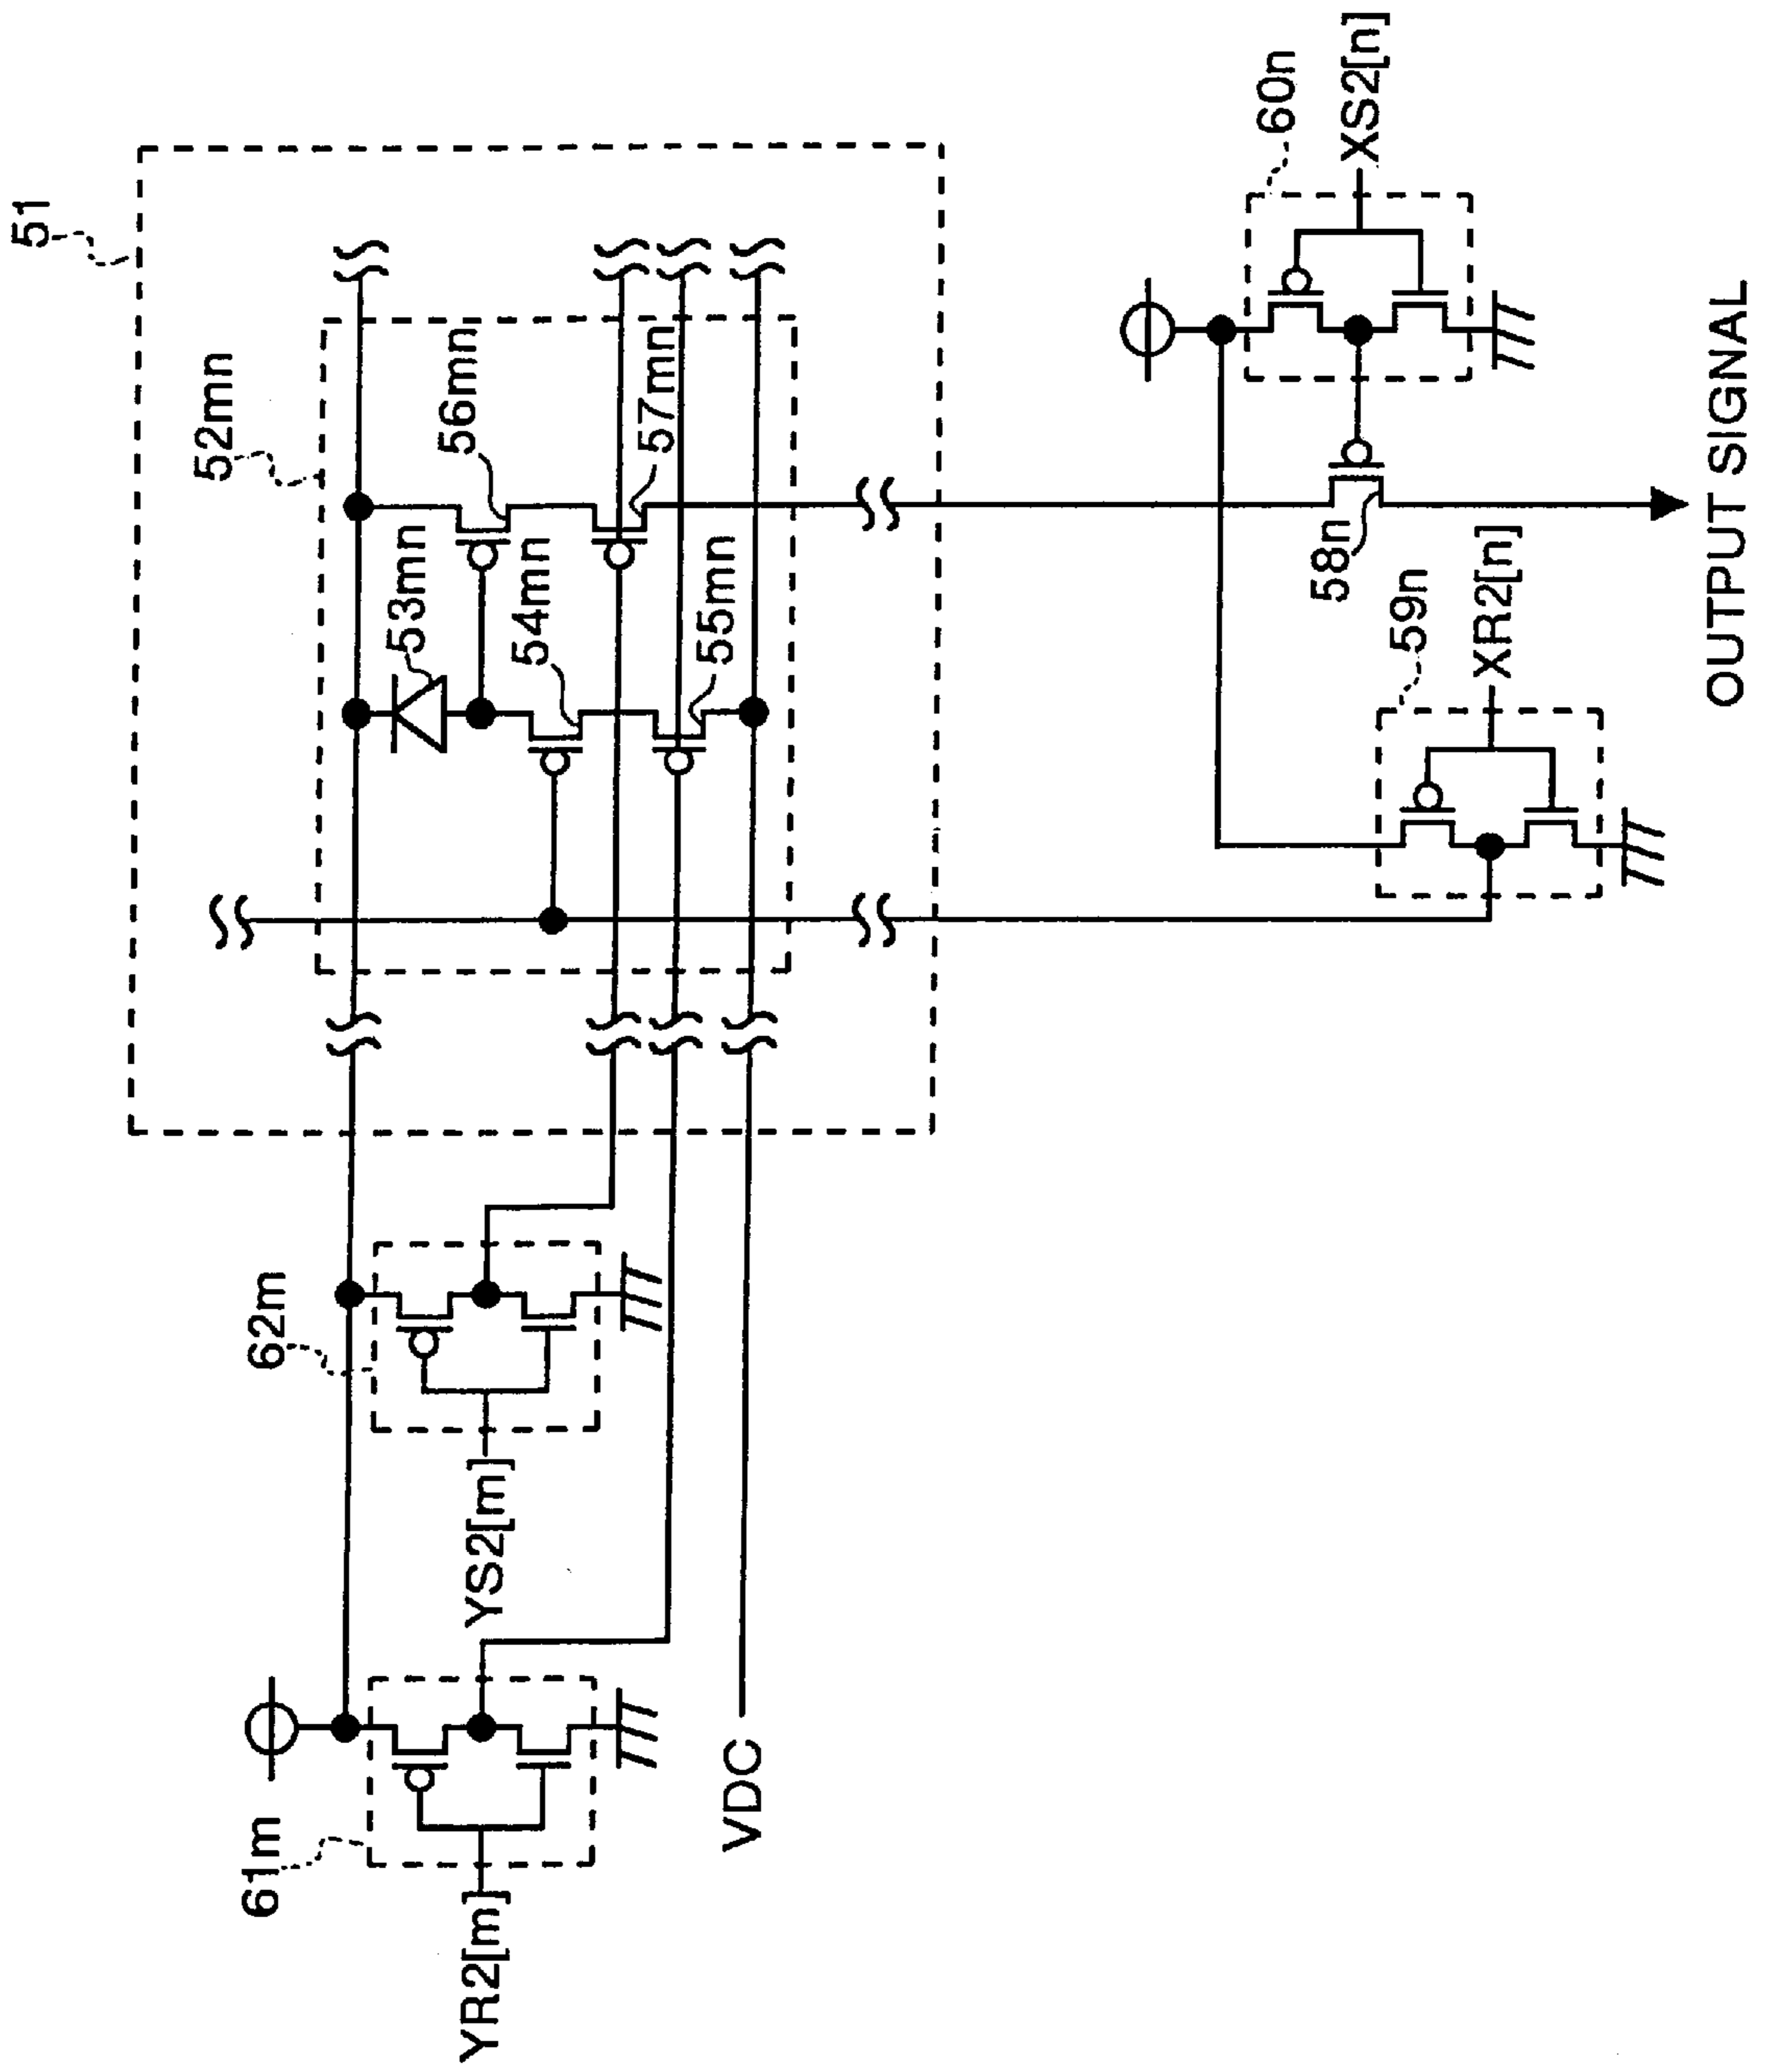 51
52mn
53mn
56mn
54mn
57mn
55mn
62m
YS2[m]
61m
YR2[m]
VDC
60n
XS2[n]
58n
59n
XR2[n]
OUTPUT SIGNAL